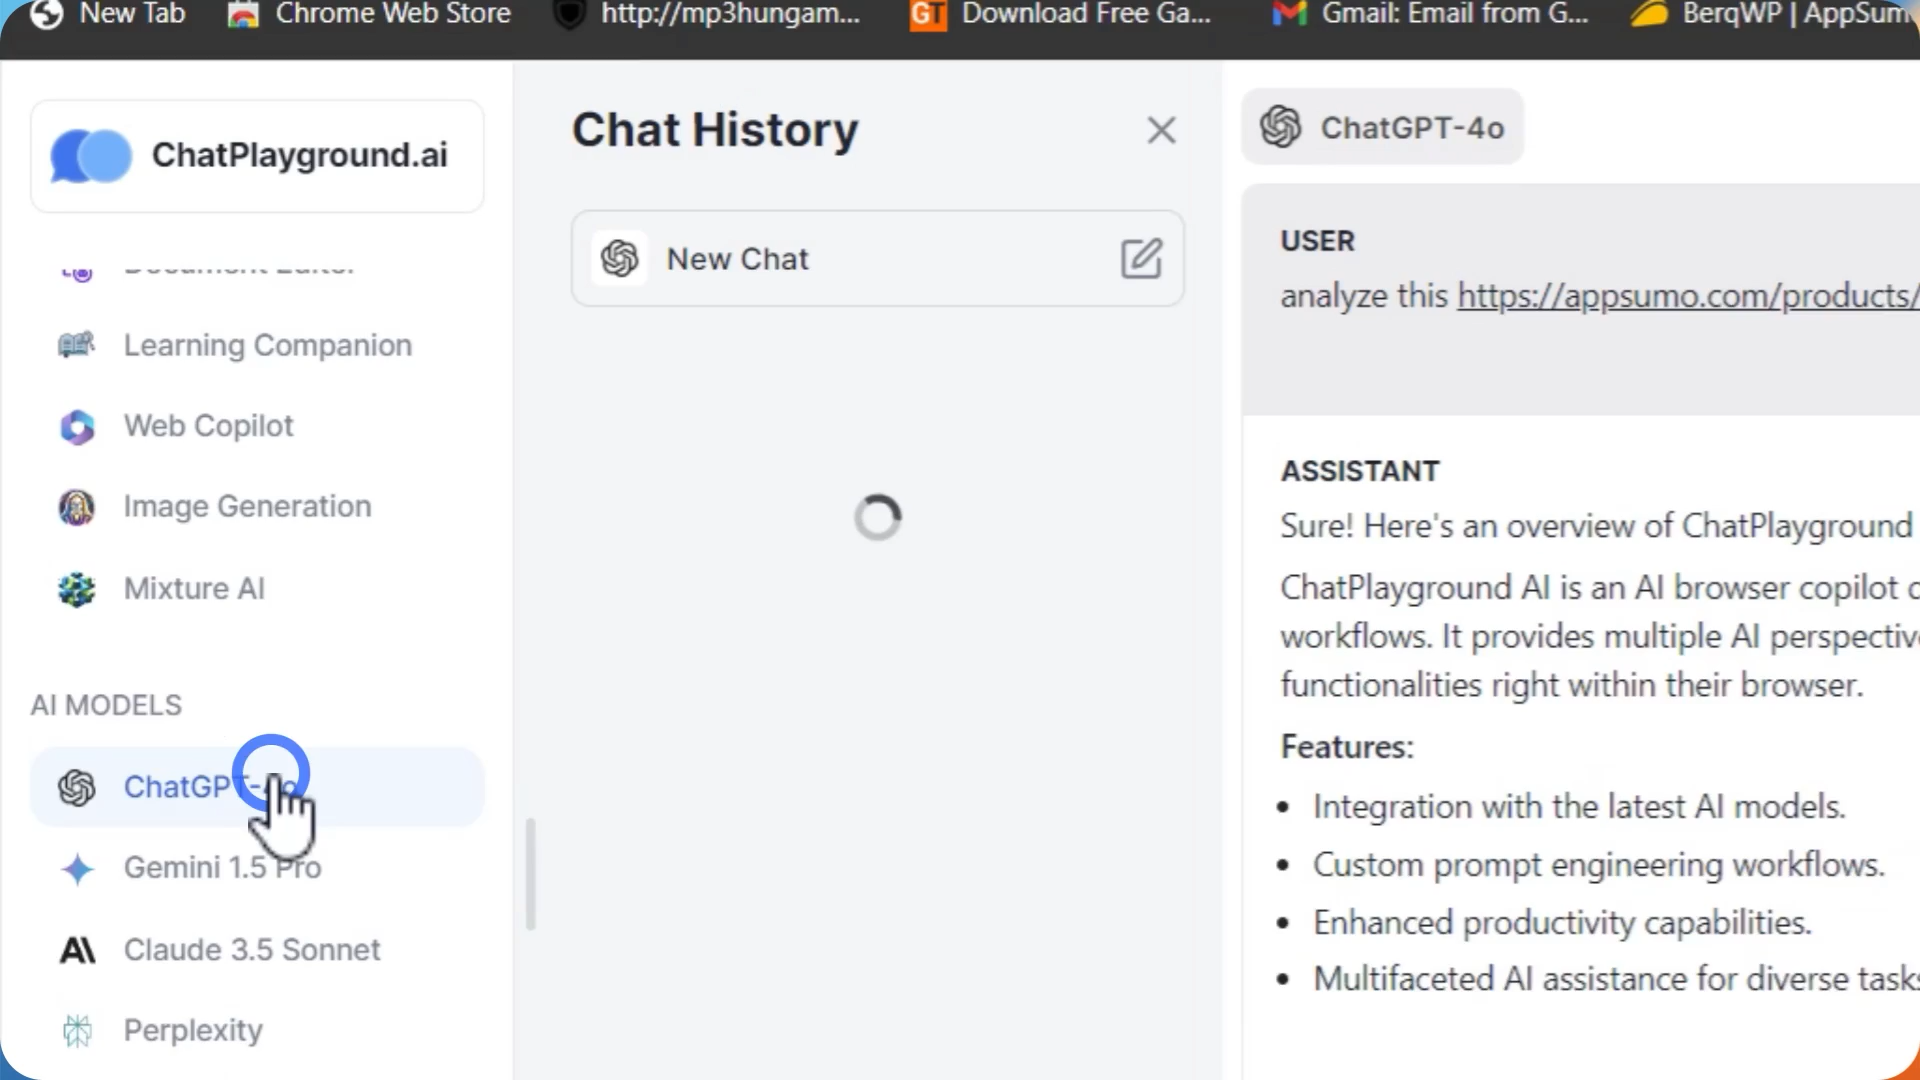 New Tab
Chrome Web Store
http://mp3hungam...
GT
Download Free Ga...
Gmail: Email from G...
BerqWP | AppSum
ChatPlayground.ai
Document Editor
Learning Companion
Web Copilot
Image Generation
Mixture AI
AI MODELS
ChatGPT-4o
Gemini 1.5 Pro
Claude 3.5 Sonnet
Perplexity
Chat History
New Chat
ChatGPT-4o
USER
analyze this https://appsumo.com/products/
ASSISTANT
Sure! Here's an overview of ChatPlayground
ChatPlayground AI is an AI browser copilot
workflows. It provides multiple AI
functionalities right within their browser.
Features:
• Integration with the latest AI models.
• Custom prompt engineering workflows.
• Enhanced productivity capabilities.
• Multifaceted AI assistance for diverse tasks